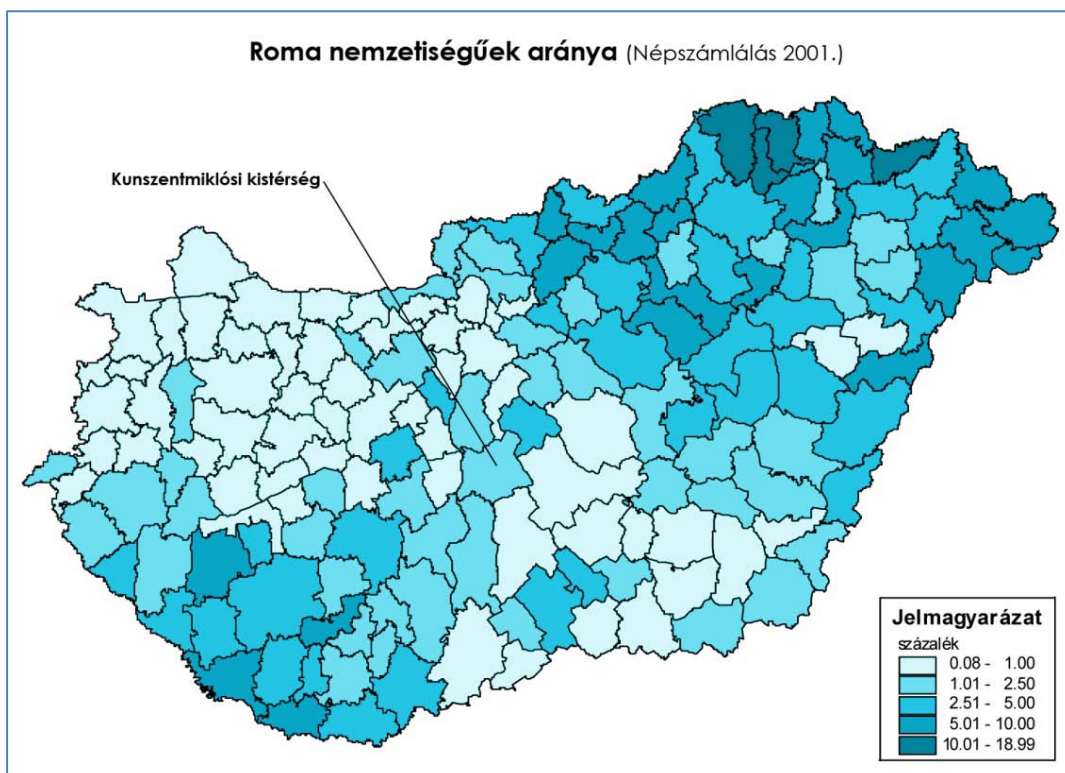 Roma nemzetiségűek aránya (Népszámlálás 2001.)
Kunszentmiklósi kistérség
Jelmagyarázat
százalék
0.08 - 1.00
1.01 - 2.50
2.51 - 5.00
5.01 - 10.00
10.01 - 18.99